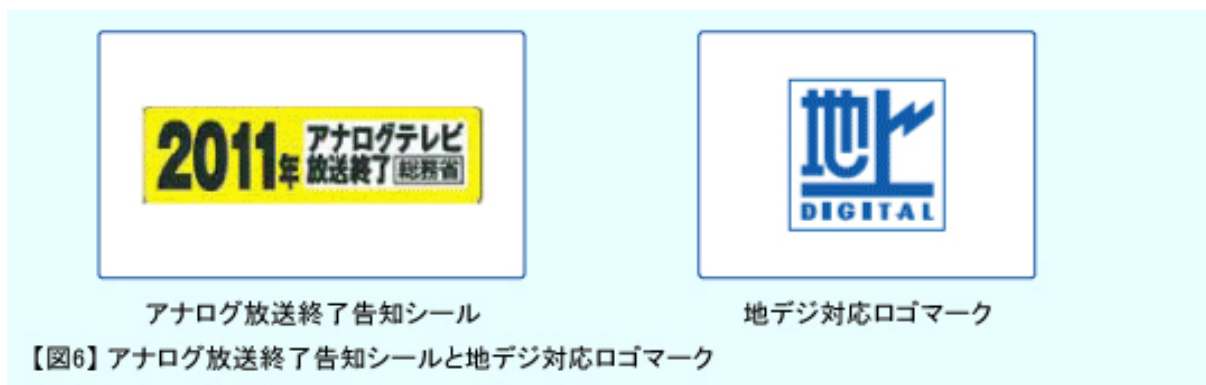 2011年 アナログテレビ
放送終了 総務省
地上
DIGITAL
アナログ放送終了告知シール
地デジ対応ロゴマーク
【図6】アナログ放送終了告知シールと地デジ対応ロゴマーク